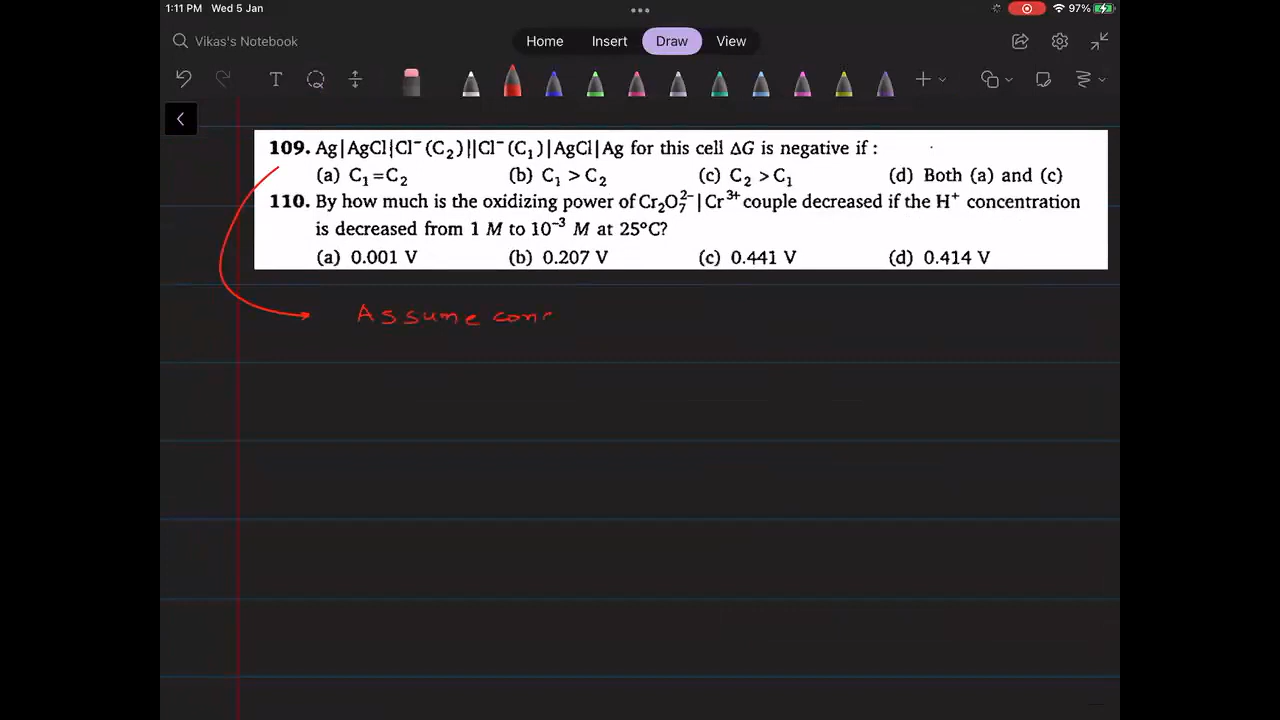 1:11 PM Wed 5 Jan
97%
Vikas's Notebook
Home Insert Draw View
109. Ag|AgCl|Cl⁻(C₂)||Cl⁻(C₁)|AgCl|Ag for this cell ΔG is negative if :
(a) C₁ = C₂ (b) C₁ > C₂ (c) C₂ > C₁ (d) Both (a) and (c)
110. By how much is the oxidizing power of Cr₂O₇²⁻|Cr³⁺ couple decreased if the H⁺ concentration
is decreased from 1 M to 10⁻³ M at 25°C?
(a) 0.001 V (b) 0.207 V (c) 0.441 V (d) 0.414 V
Assume conc